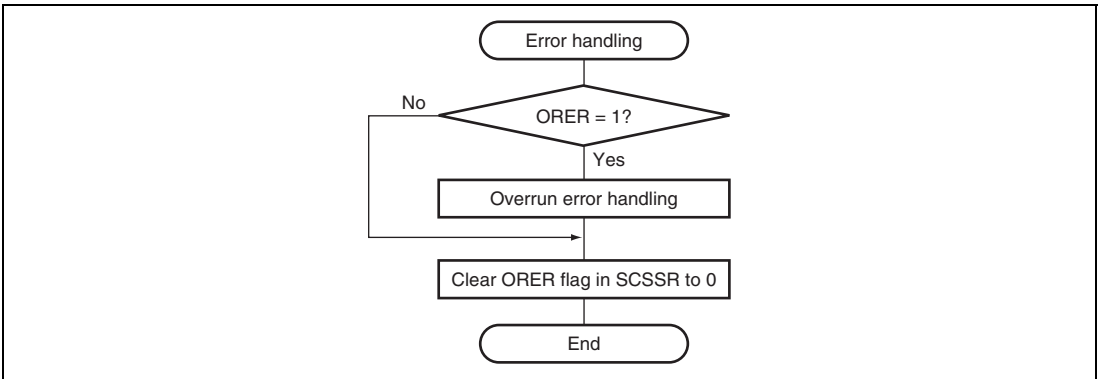 Error handling
ORER = 1?
No
Yes
Overrun error handling
Clear ORER flag in SCSSR to 0
End